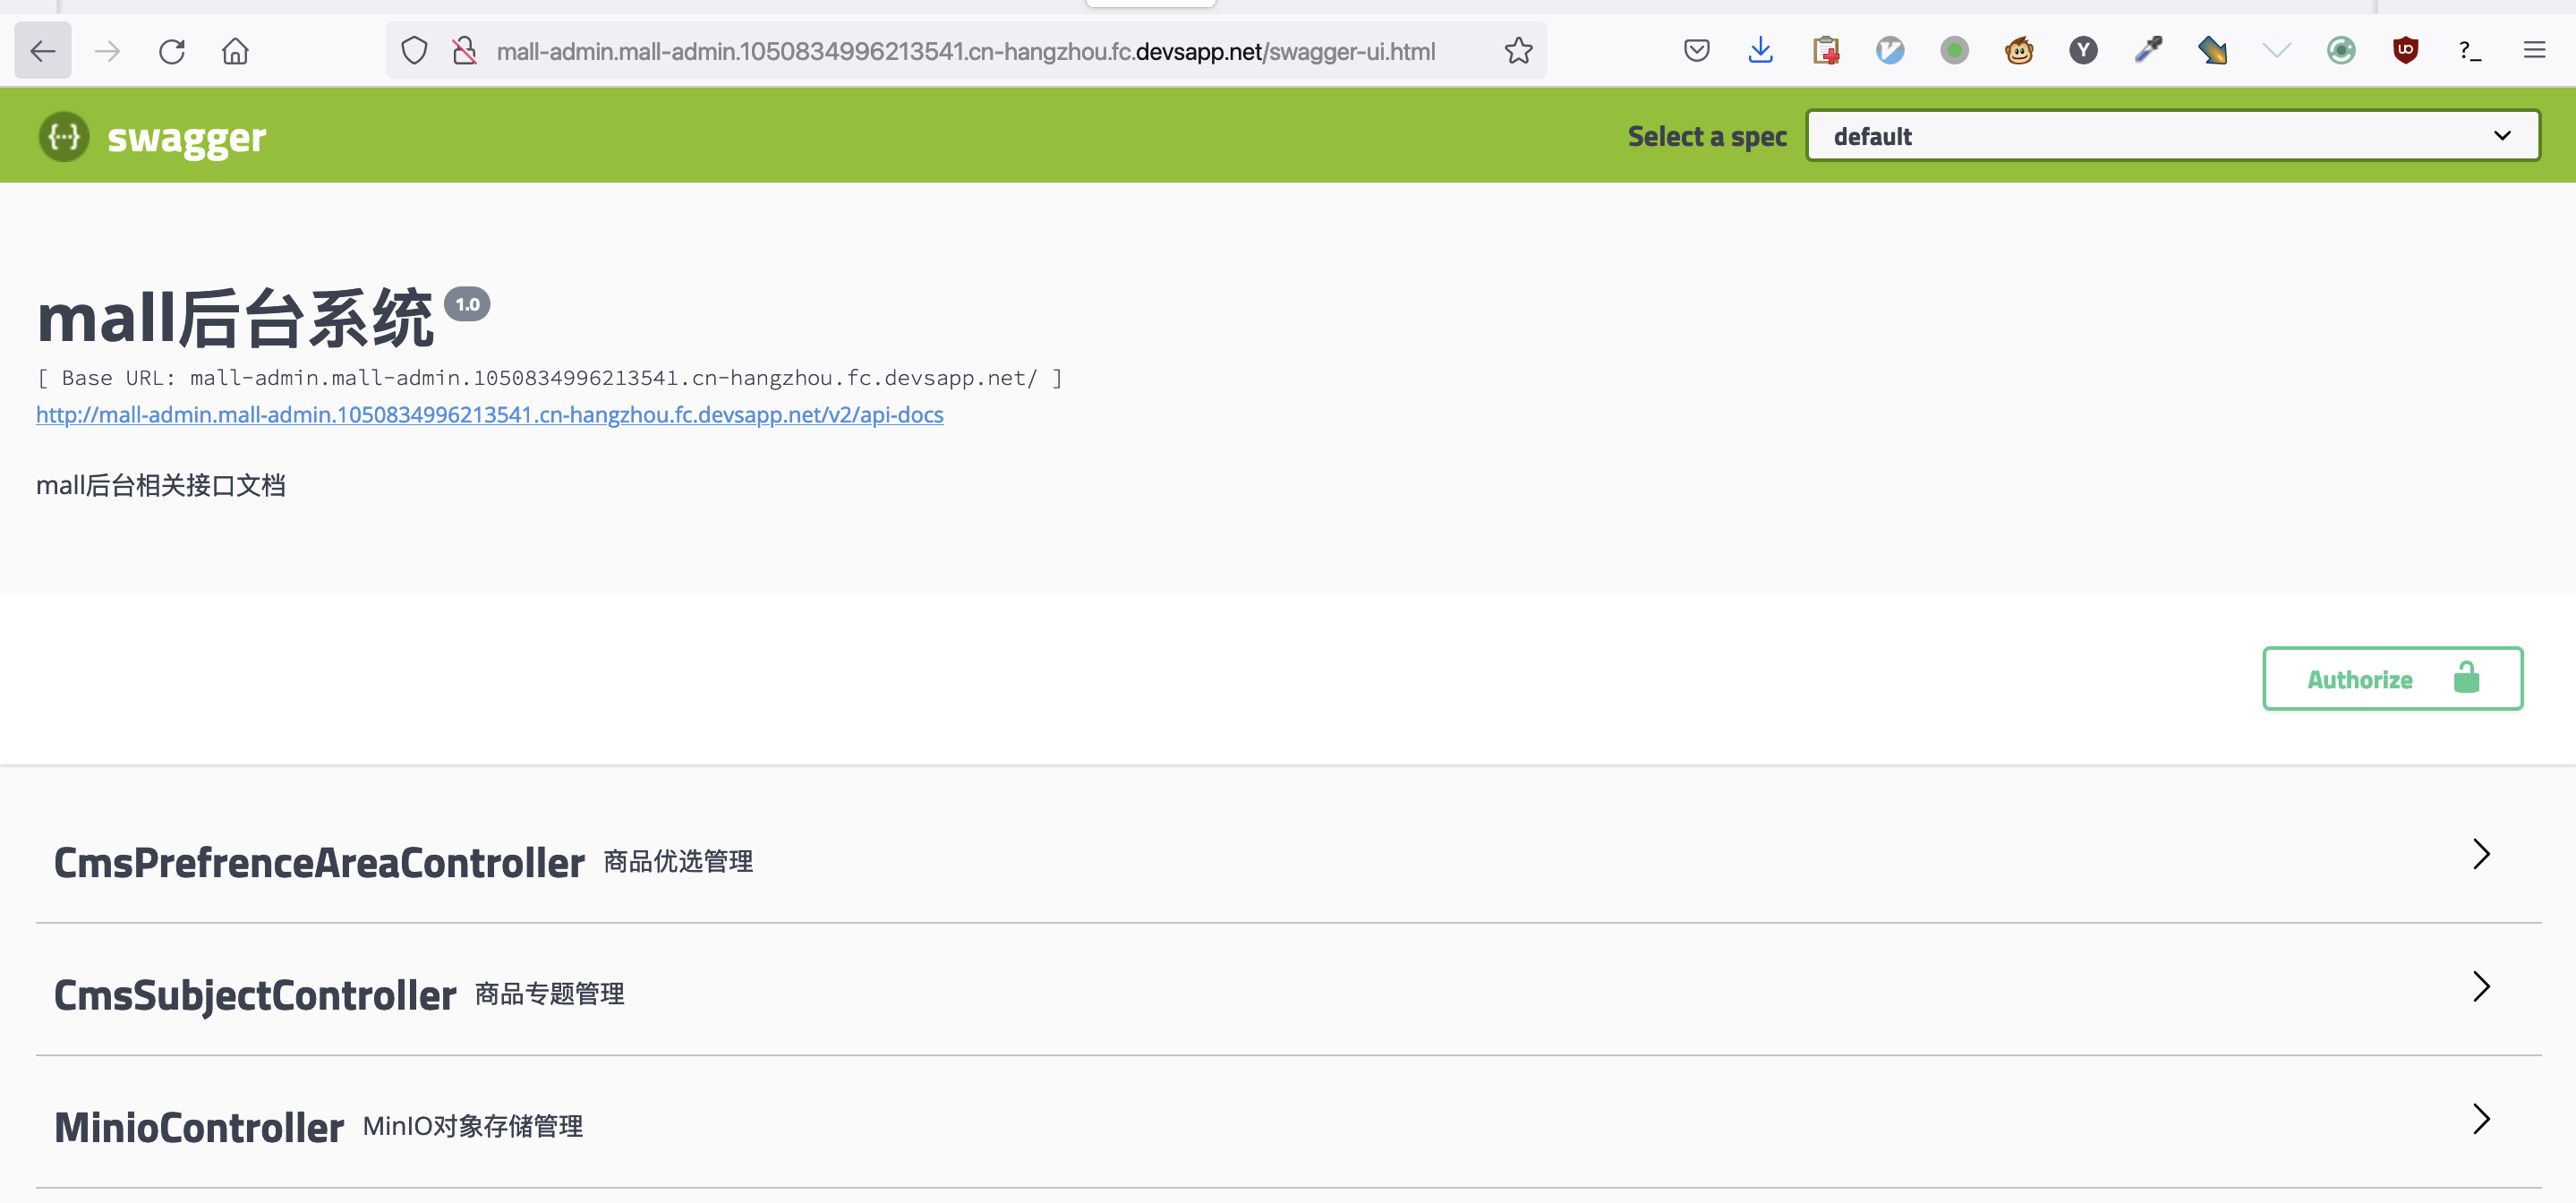 mall-admin.mall-admin.1050834996213541.cn-hangzhou.fc.devsapp.net/swagger-ui.html
{···} swagger
Select a spec
default
mall后台系统 1.0
[ Base URL: mall-admin.mall-admin.1050834996213541.cn-hangzhou.fc.devsapp.net/ ]
http://mall-admin.mall-admin.1050834996213541.cn-hangzhou.fc.devsapp.net/v2/api-docs
mall后台相关接口文档
Authorize
CmsPrefrenceAreaController 商品优选管理
CmsSubjectController 商品专题管理
MinioController MinIO对象存储管理